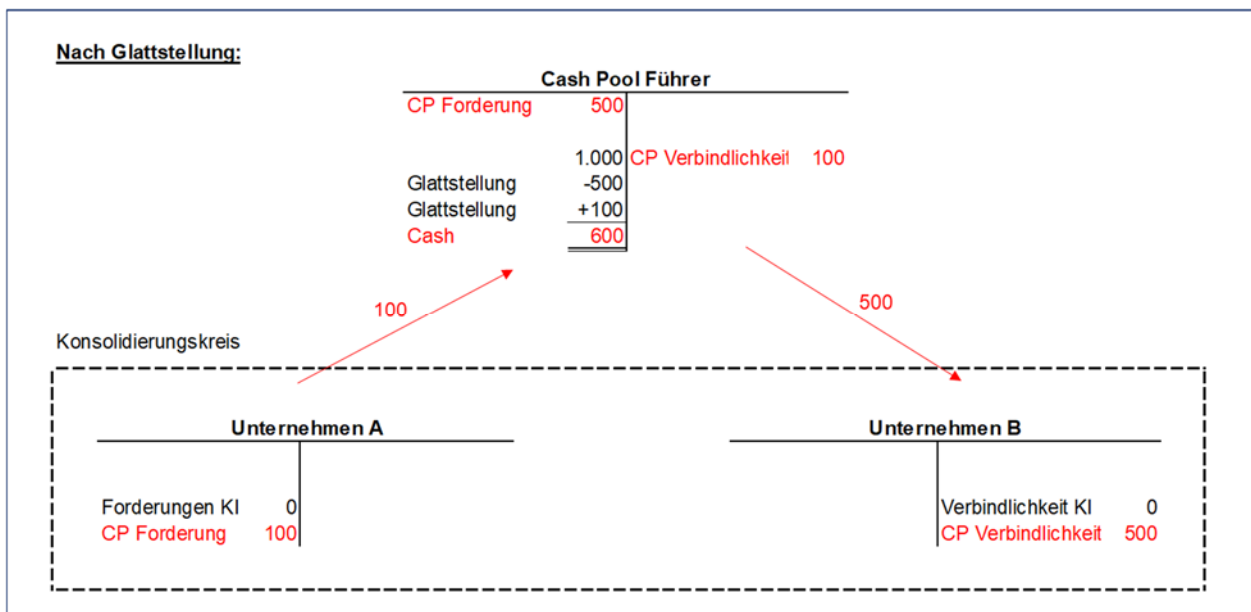 Nach Glattstellung:
Cash Pool Führer
CP Forderung 500
1.000 CP Verbindlichkeit 100
Glattstellung -500
Glattstellung +100
Cash 600
100
500
Konsolidierungskreis
Unternehmen A
Unternehmen B
Forderungen KI 0
Verbindlichkeit KI 0
CP Forderung 100
CP Verbindlichkeit 500